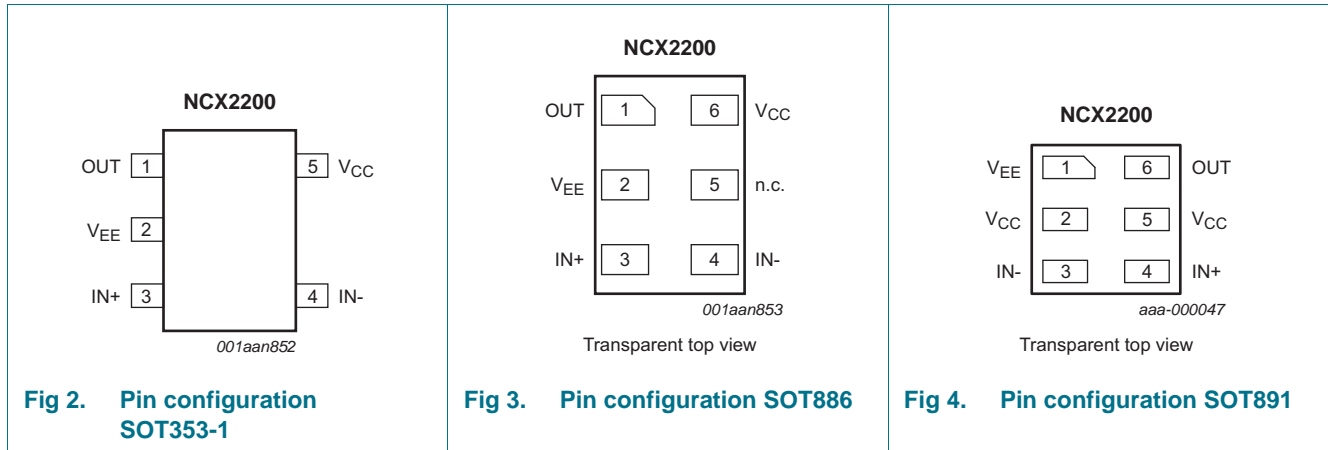 NCX2200
OUT 1 5 VCC
VEE 2
IN+ 3 4 IN-
001aan852
Fig 2. Pin configuration
SOT353-1
NCX2200
OUT 1 6 VCC
VEE 2 5 n.c.
IN+ 3 4 IN-
001aan853
Transparent top view
Fig 3. Pin configuration SOT886
NCX2200
VEE 1 6 OUT
VCC 2 5 VCC
IN- 3 4 IN+
aaa-000047
Transparent top view
Fig 4. Pin configuration SOT891